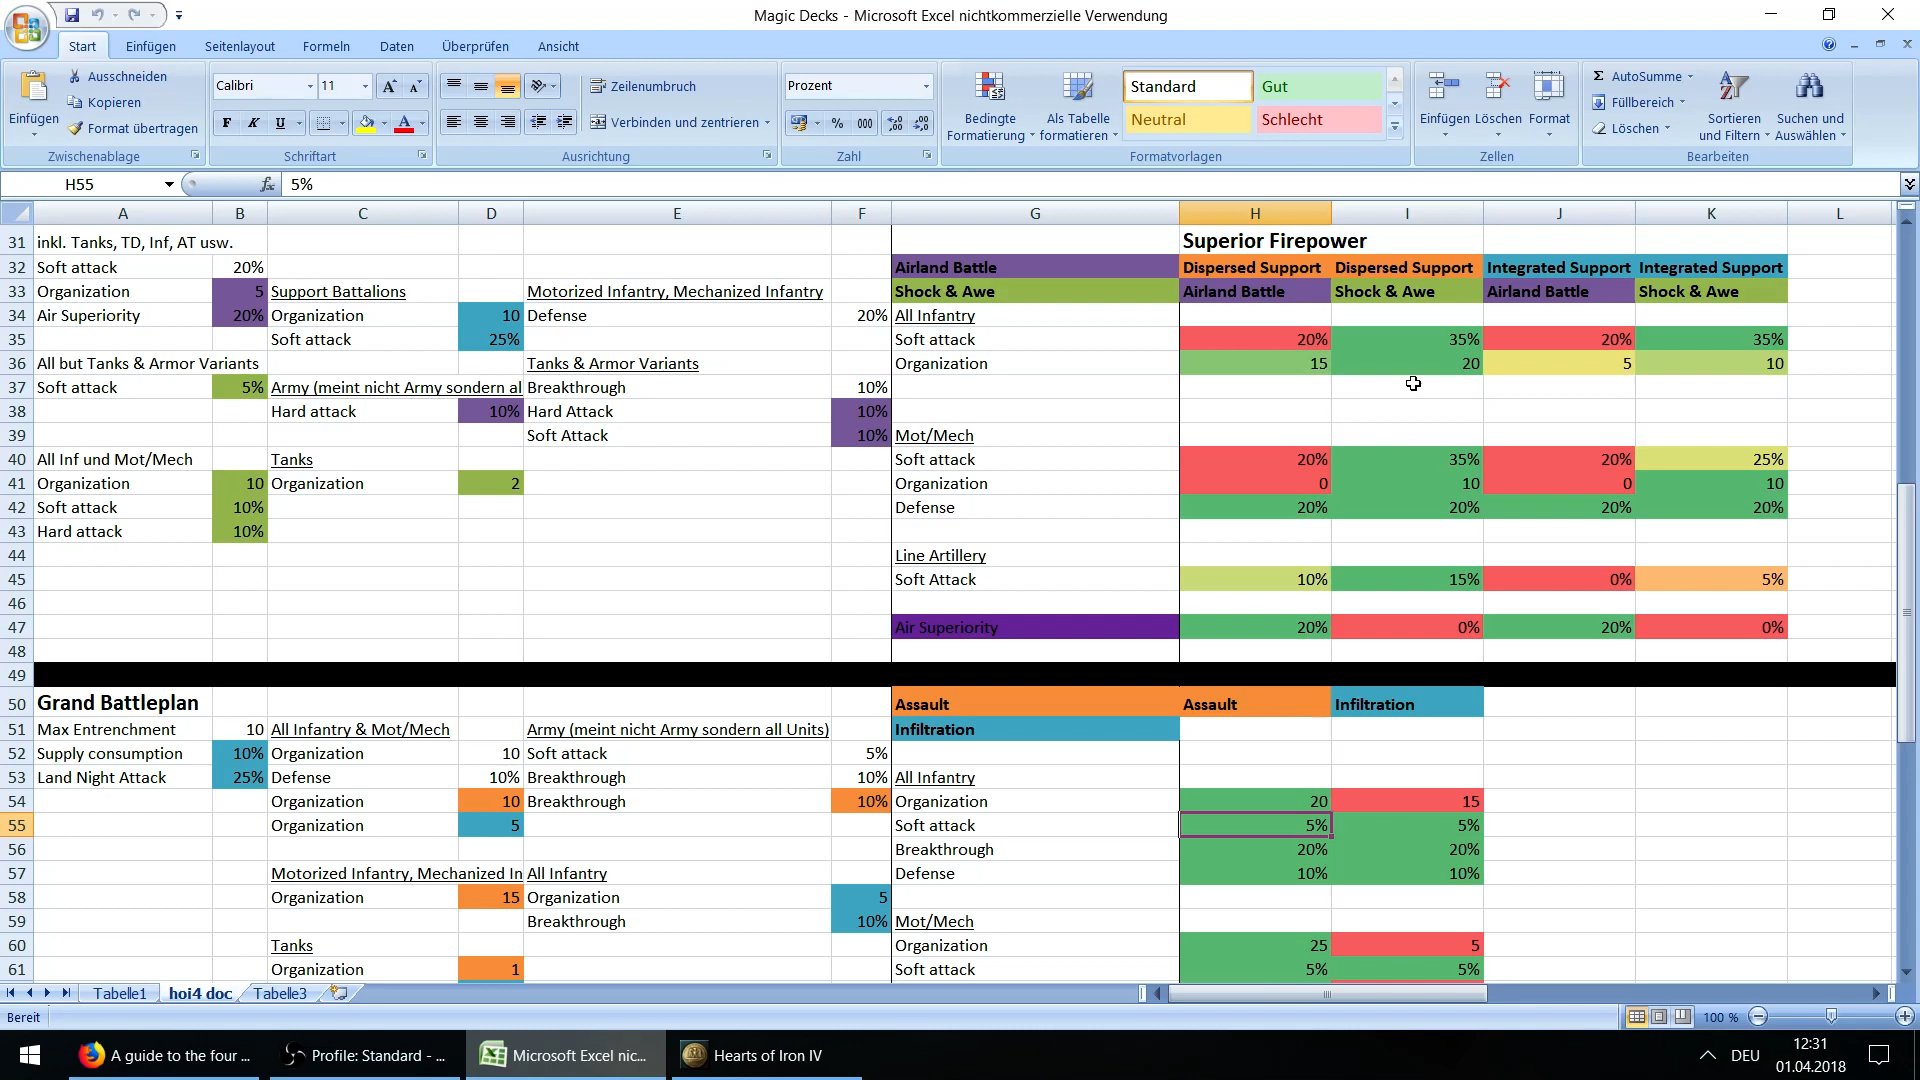 Magic Decks - Microsoft Excel nichtkommerzielle Verwendung
Start Einfügen Seitenlayout Formeln Daten Überprüfen Ansicht
Einfügen
Ausschneiden
Kopieren
Format übertragen
Zwischenablage
Calibri 11
F K U
Schriftart
Zeilenumbruch
Verbinden und zentrieren
Ausrichtung
Prozent
% 000
Zahl
Bedingte Formatierung
Als Tabelle formatieren
Standard Gut
Neutral Schlecht
Formatvorlagen
Einfügen Löschen Format
Zellen
Σ AutoSumme
Füllbereich
Löschen
Sortieren und Filtern
Suchen und Auswählen
Bearbeiten
H55 fx 5%
A B C D E F G H I J K L
31 inkl. Tanks, TD, Inf, AT usw. Superior Firepower
32 Soft attack 20% Airland Battle Dispersed Support Dispersed Support Integrated Support Integrated Support
33 Organization 5 Support Battalions Motorized Infantry, Mechanized Infantry Shock & Awe Airland Battle Shock & Awe Airland Battle Shock & Awe
34 Air Superiority 20% Organization 10 Defense 20% All Infantry
35 Soft attack 25% Soft attack 20% 35% 20% 35%
36 All but Tanks & Armor Variants Tanks & Armor Variants Organization 15 20 5 10
37 Soft attack 5% Army (meint nicht Army sondern al Breakthrough 10%
38 Hard attack 10% Hard Attack 10%
39 Soft Attack 10% Mot/Mech
40 All Inf und Mot/Mech Tanks Soft attack 20% 35% 20% 25%
41 Organization 10 Organization 2 Organization 0 10 0 10
42 Soft attack 10% Defense 20% 20% 20% 20%
43 Hard attack 10%
44 Line Artillery
45 Soft Attack 10% 15% 0% 5%
46
47 Air Superiority 20% 0% 20% 0%
48
49
50 Grand Battleplan Assault Assault Infiltration
51 Max Entrenchment 10 All Infantry & Mot/Mech Army (meint nicht Army sondern all Units) Infiltration
52 Supply consumption 10% Organization 10 Soft attack 5%
53 Land Night Attack 25% Defense 10% Breakthrough 10% All Infantry
54 Organization 10 Breakthrough 10% Organization 20 15
55 Organization 5 Soft attack 5% 5%
56 Breakthrough 20% 20%
57 Motorized Infantry, Mechanized In All Infantry Defense 10% 10%
58 Organization 15 Organization 5
59 Breakthrough 10% Mot/Mech
60 Tanks Organization 25 5
61 Organization 1 Soft attack 5% 5%
Tabelle1 hoi4 doc Tabelle3
Bereit 100 %
A guide to the four ... Profile: Standard - ... Microsoft Excel nic... Hearts of Iron IV DEU 12:31
01.04.2018